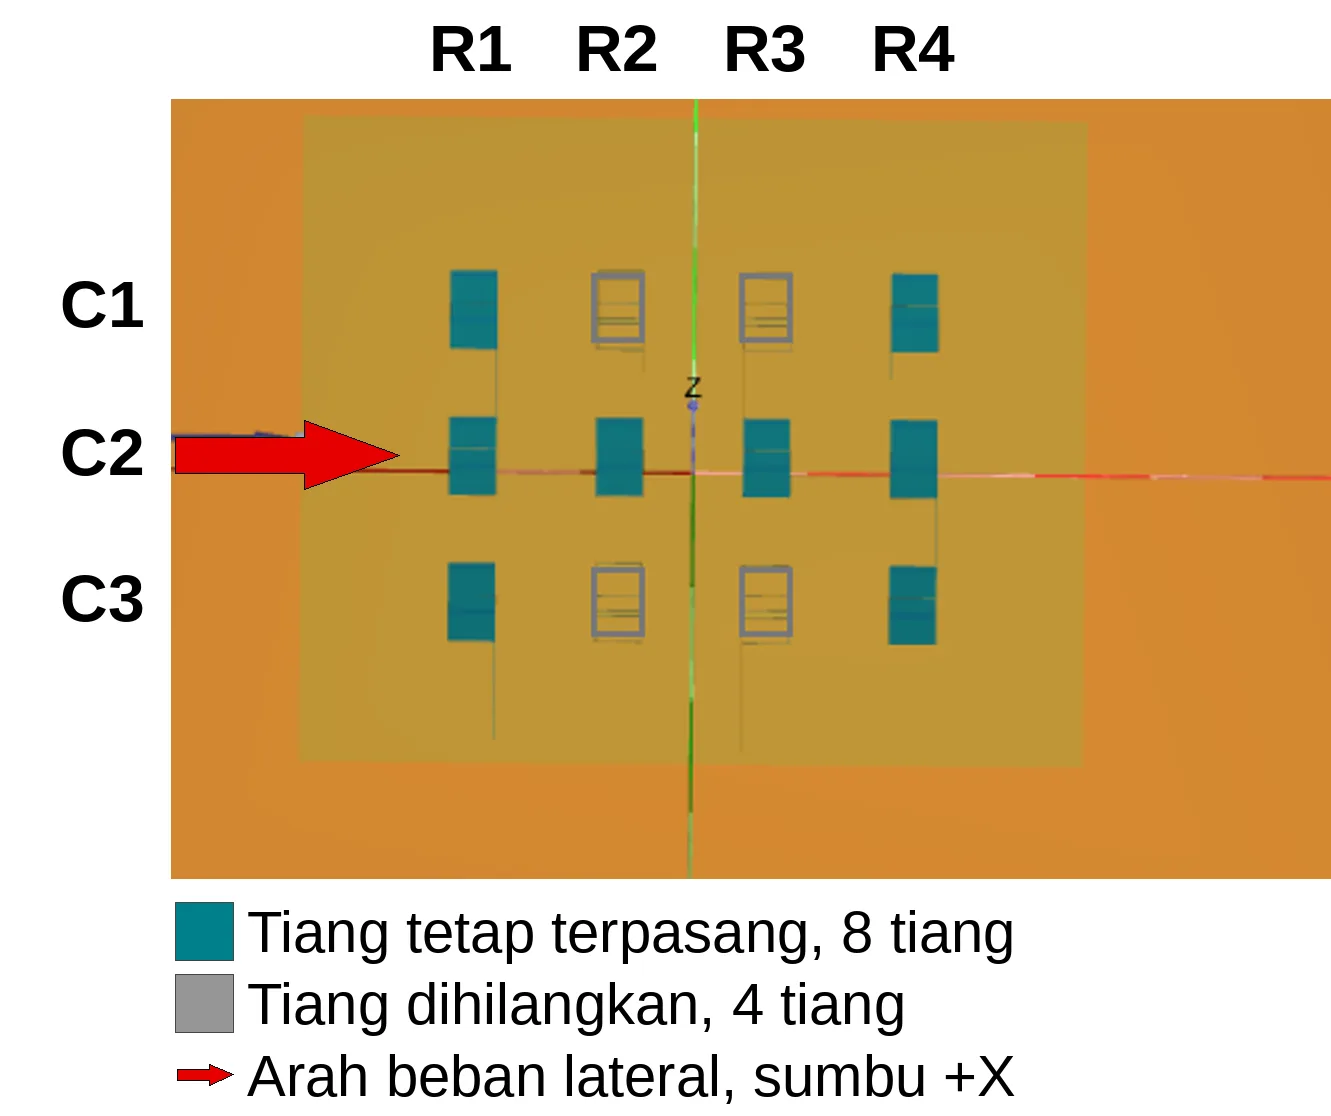 R1 R2 R3 R4
Z
C1
C2
C3
Tiang tetap terpasang, 8 tiang
Tiang dihilangkan, 4 tiang
Arah beban lateral, sumbu +X